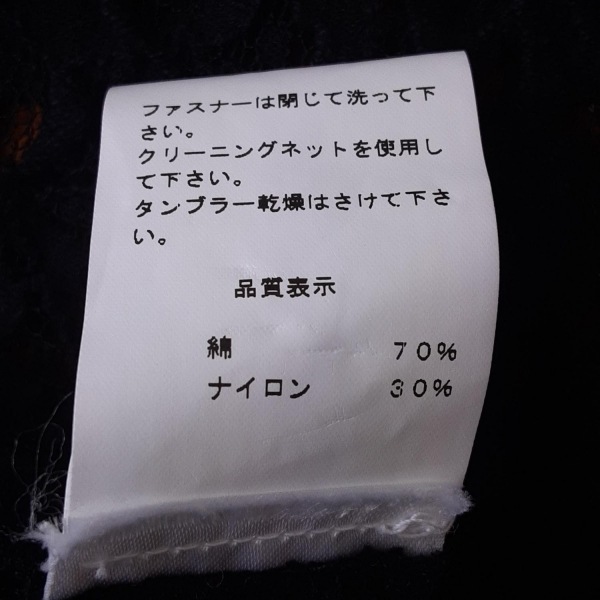 ファスナーは閉じて洗って下
さい。
クリーニングネットを使用し
て下さい。
タンブラー乾燥はさけて下さ
い。
品質表示
綿 70%
ナイロン 30%